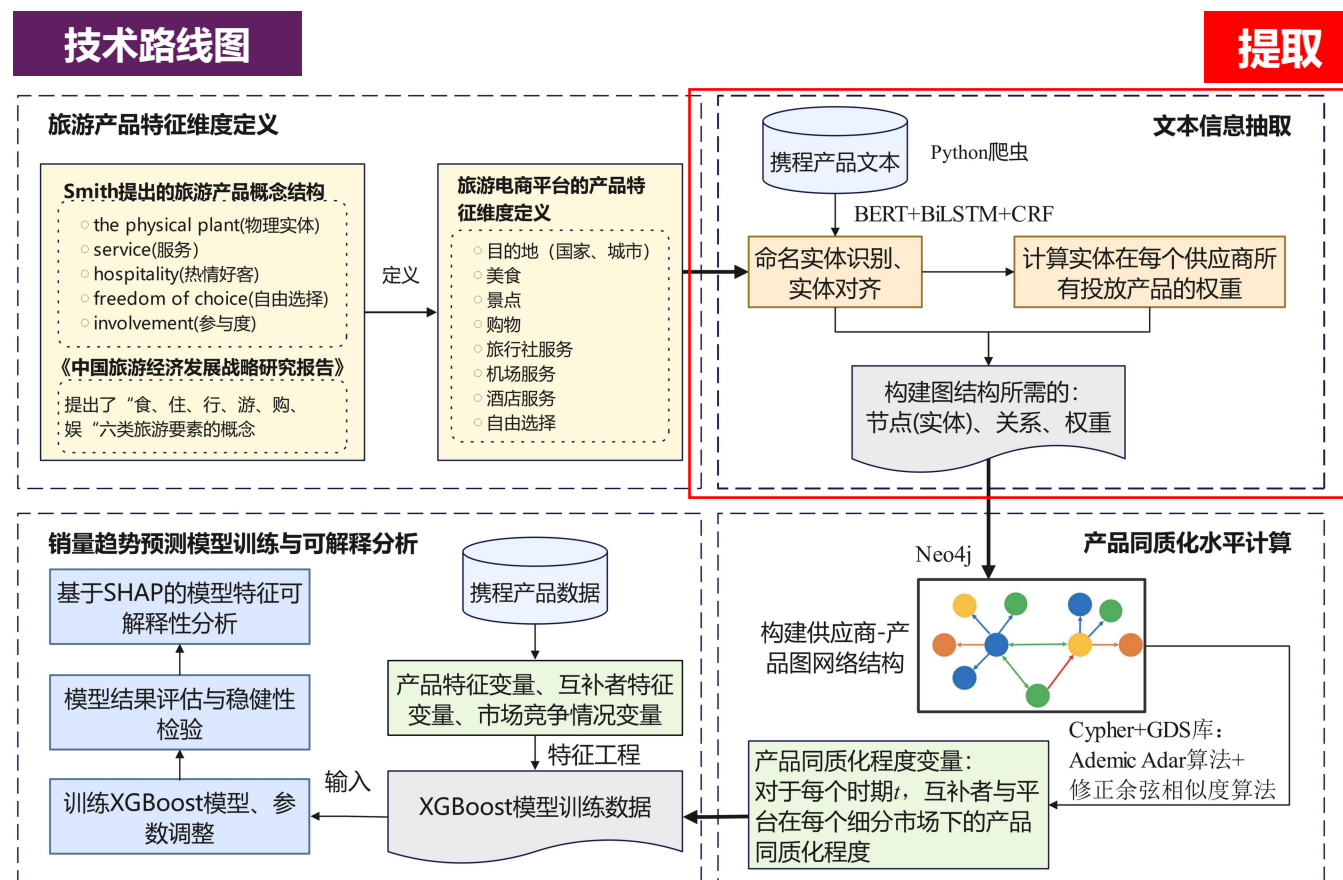 技术路线图
提取
旅游产品特征维度定义
Smith提出的旅游产品概念结构
the physical plant(物理实体)
service(服务)
hospitality(热情好客)
freedom of choice(自由选择)
involvement(参与度)
《中国旅游经济发展战略研究报告》
提出了“食、住、行、游、购、
娱“六类旅游要素的概念
定义
旅游电商平台的产品特
征维度定义
目的地（国家、城市）
美食
景点
购物
旅行社服务
机场服务
酒店服务
自由选择
文本信息抽取
携程产品文本
Python爬虫
BERT+BiLSTM+CRF
命名实体识别、
实体对齐
计算实体在每个供应商所
有投放产品的权重
构建图结构所需的：
节点(实体)、关系、权重
销量趋势预测模型训练与可解释分析
基于SHAP的模型特征可
解释性分析
模型结果评估与稳健性
检验
训练XGBoost模型、参
数调整
输入
携程产品数据
产品特征变量、互补者特征
变量、市场竞争情况变量
特征工程
XGBoost模型训练数据
产品同质化水平计算
Neo4j
构建供应商-产
品图网络结构
Cypher+GDS库：
Ademic Adar算法+
修正余弦相似度算法
产品同质化程度变量：
对于每个时期t，互补者与平
台在每个细分市场下的产品
同质化程度